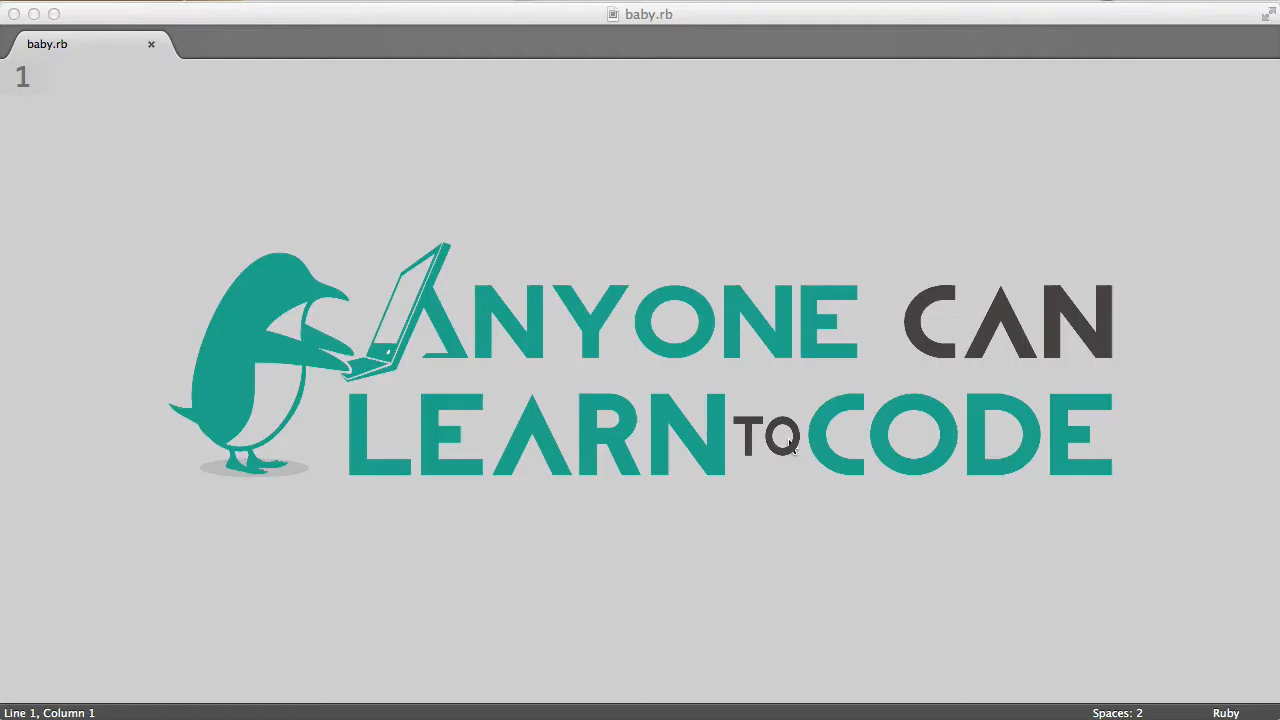 baby.rb
baby.rb ×
1
ANYONE CAN
LEARN TO CODE
Line 1, Column 1
Spaces: 2
Ruby